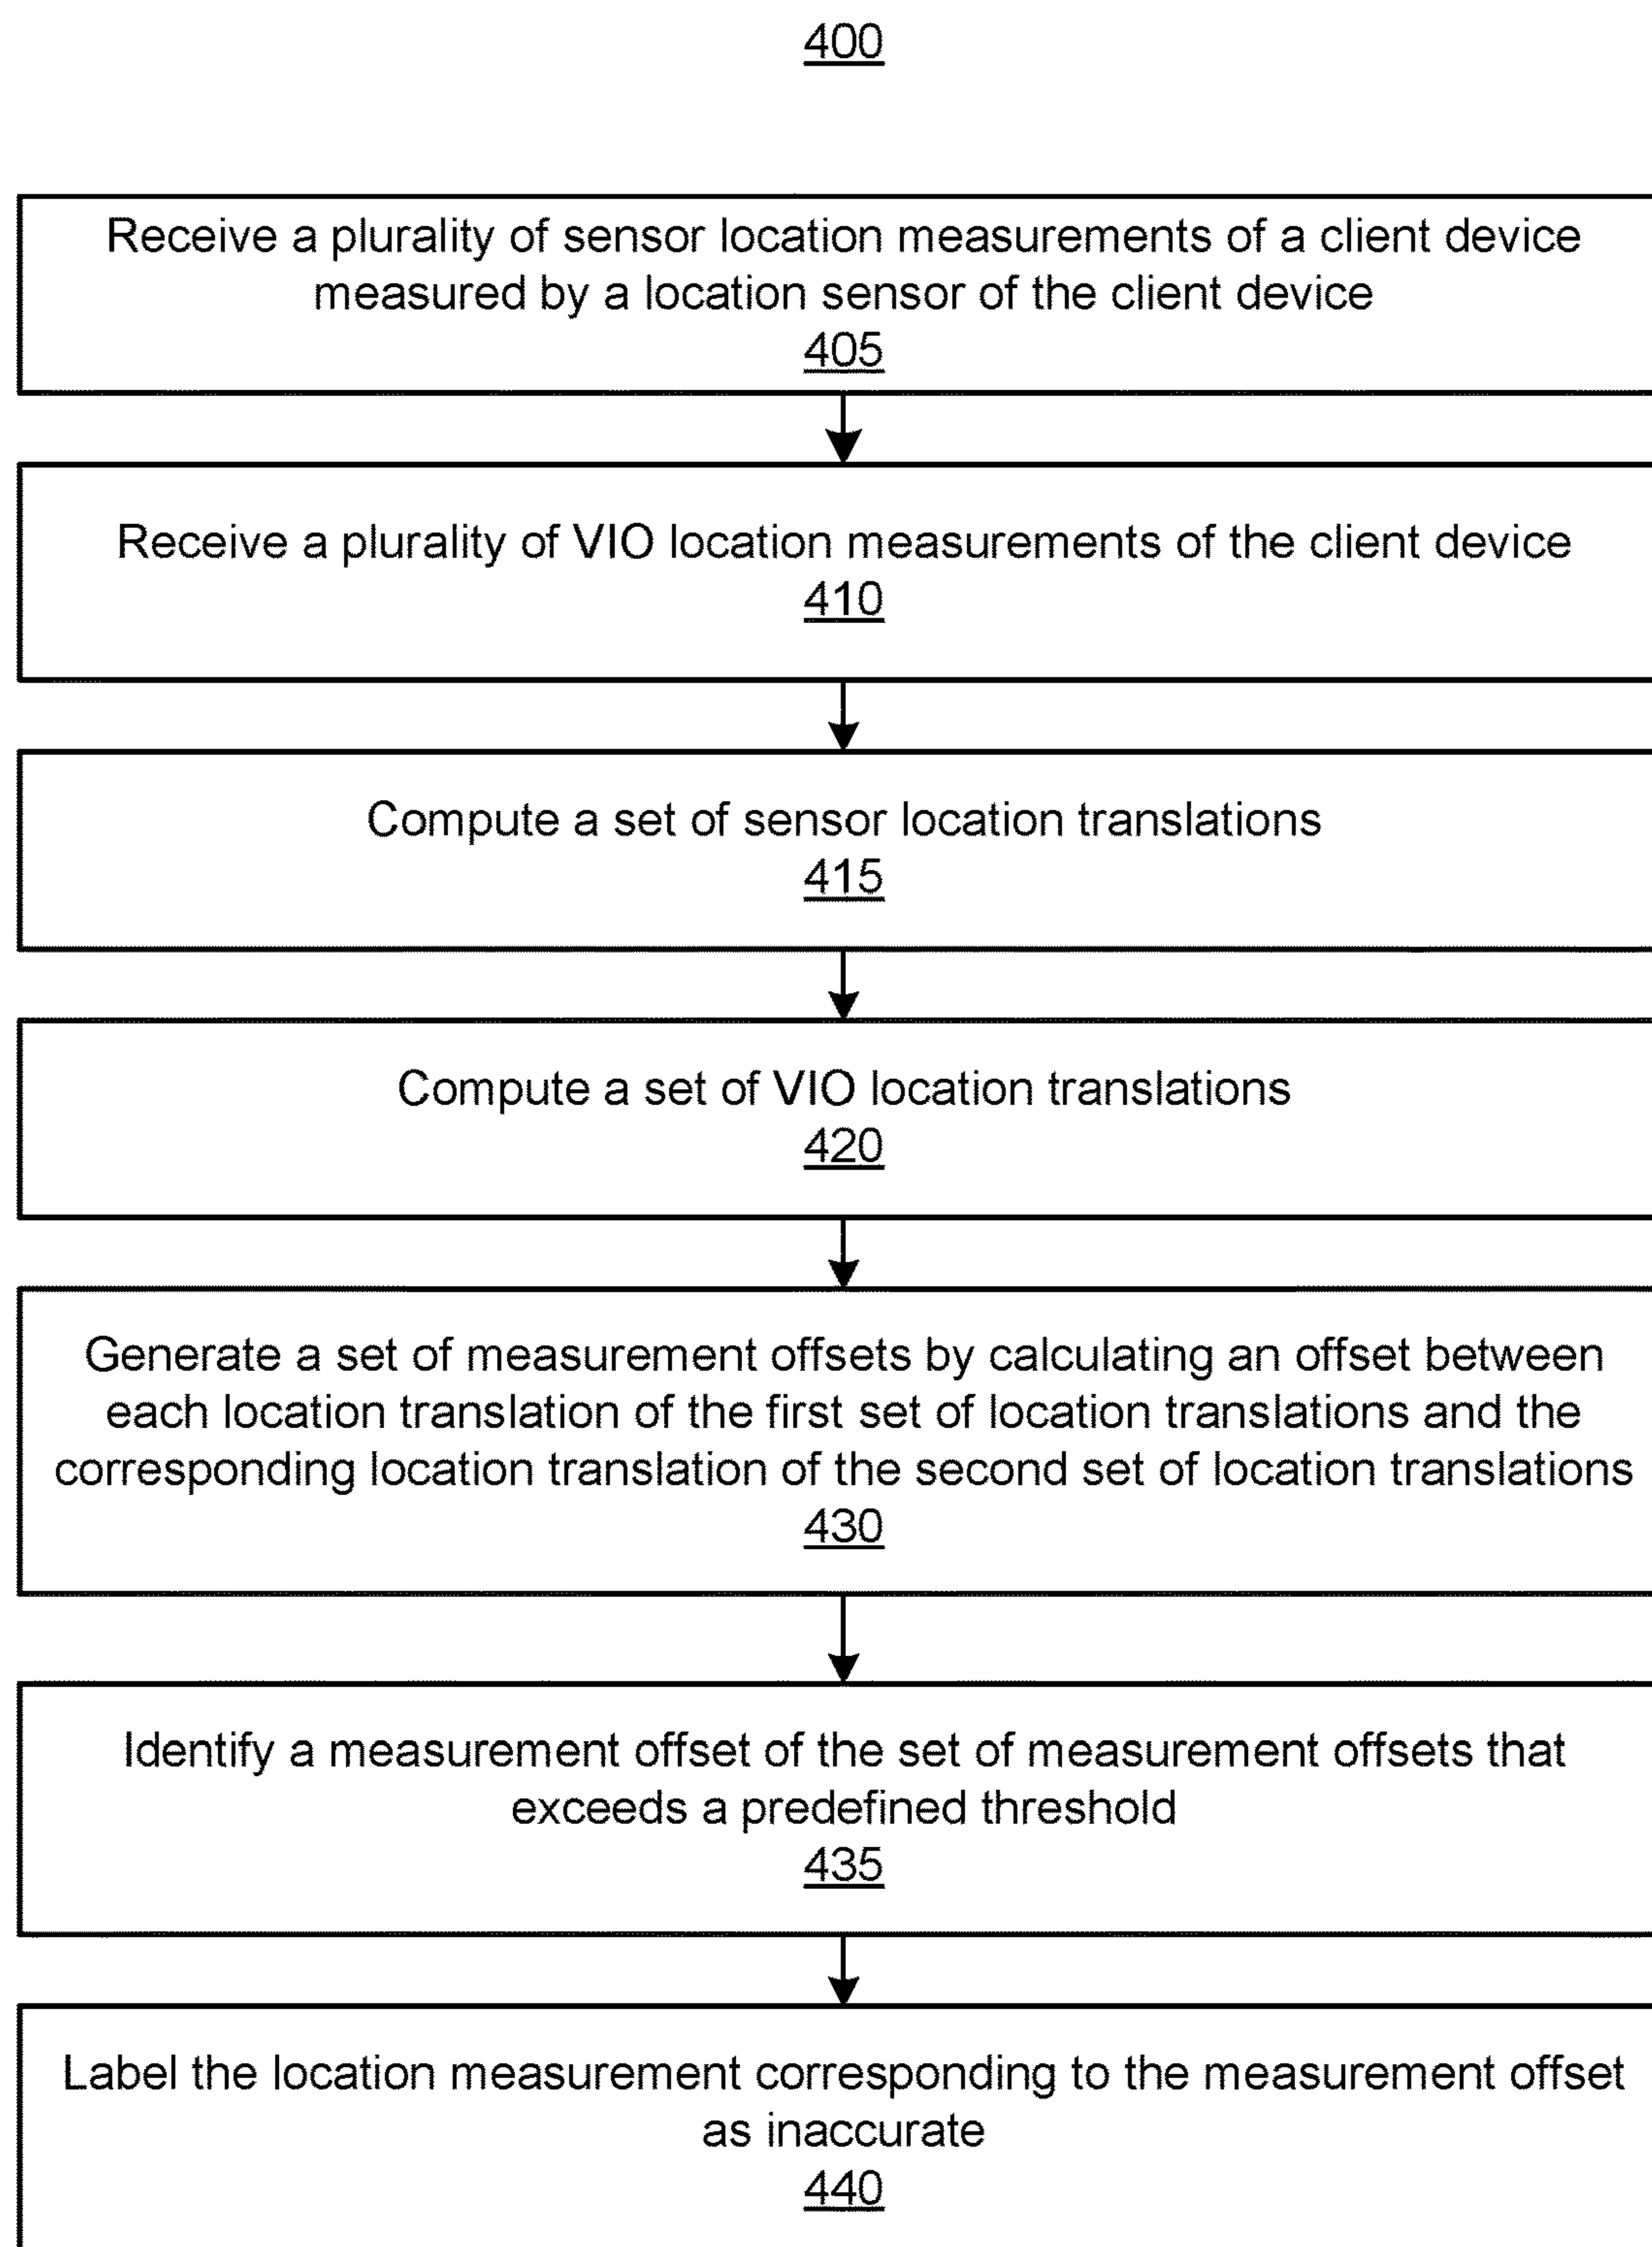 400
Receive a plurality of sensor location measurements of a client device
measured by a location sensor of the client device
405
Receive a plurality of VIO location measurements of the client device
410
Compute a set of sensor location translations
415
Compute a set of VIO location translations
420
Generate a set of measurement offsets by calculating an offset between
each location translation of the first set of location translations and the
corresponding location translation of the second set of location translations
430
Identify a measurement offset of the set of measurement offsets that
exceeds a predefined threshold
435
Label the location measurement corresponding to the measurement offset
as inaccurate
440